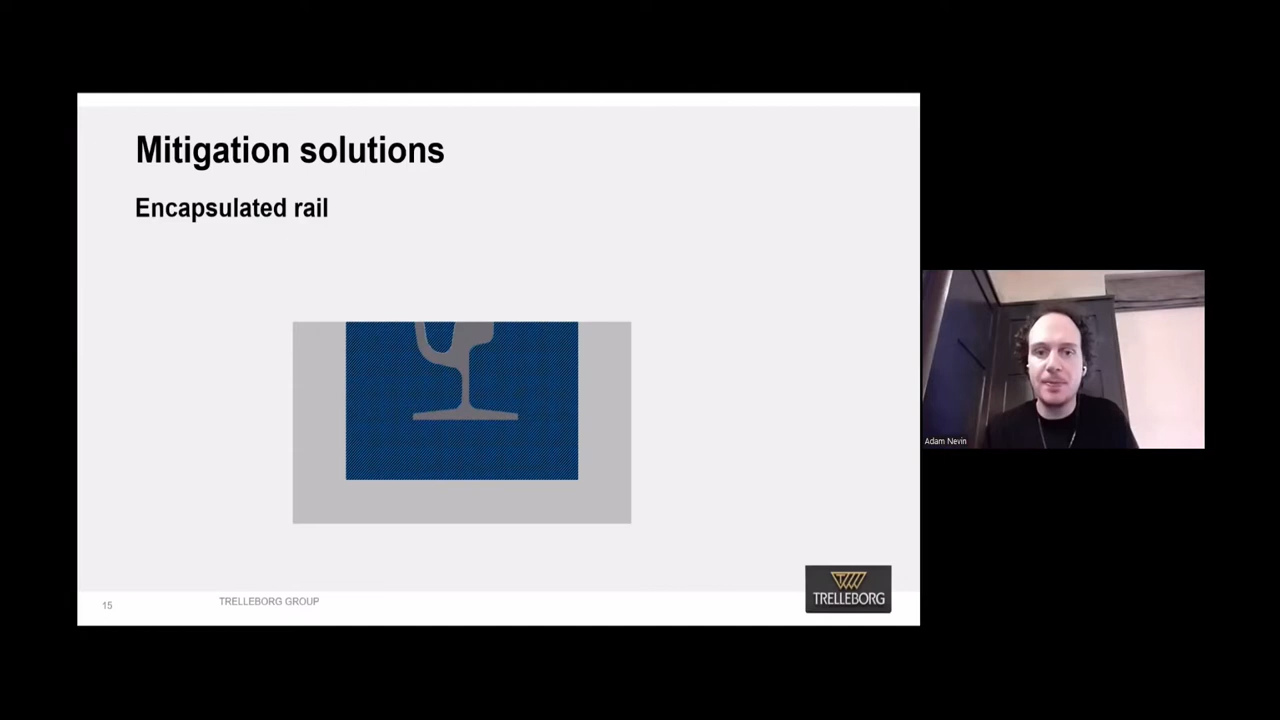 Mitigation solutions
Encapsulated rail
15
TRELLEBORG GROUP
TRELLEBORG
Adam Nevin